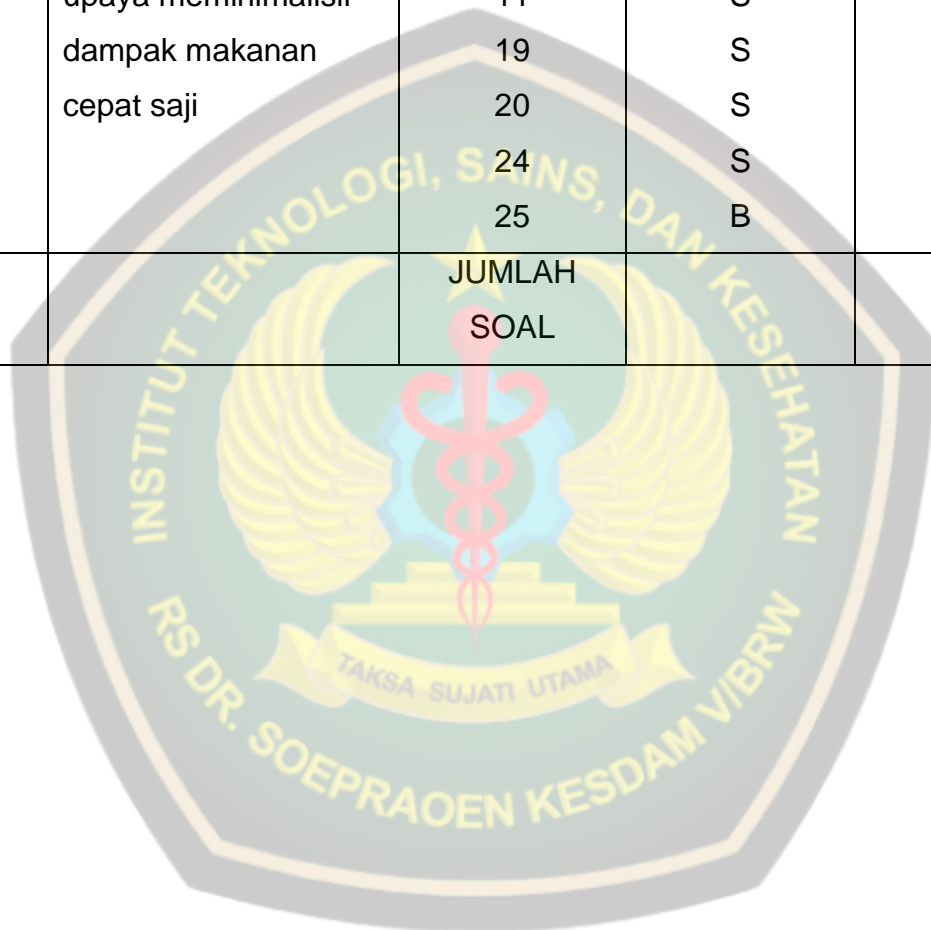 dampak makanan 19 S
cepat saji 20 S
24 S
25 B
JUMLAH
SOAL
INSTITUT TEKNOLOGI, SAINS, DAN KESEHATAN
TAKSA SUJATI UTAMA
RS DR. SOEPRAOEN KESDAM V/BRW